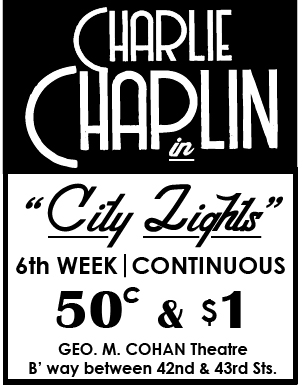 CHARLIE
CHAPLIN
in
"City Lights"
6th WEEK | CONTINUOUS
50c & $1
GEO. M. COHAN Theatre
B' way between 42nd & 43rd Sts.